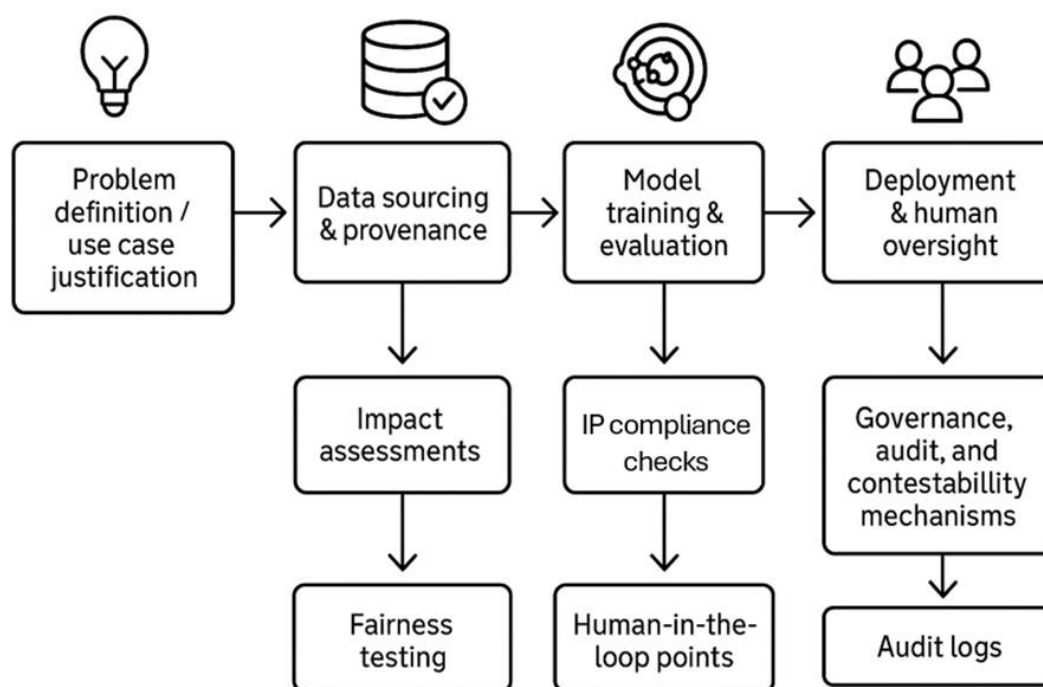 Problem
definition /
use case
justification
Data sourcing
& provenance
Model
training &
evaluation
Deployment
& human
oversight
Impact
assessments
IP compliance
checks
Governance,
audit, and
contestabillity
mechanisms
Fairness
testing
Human-in-the-
loop points
Audit logs